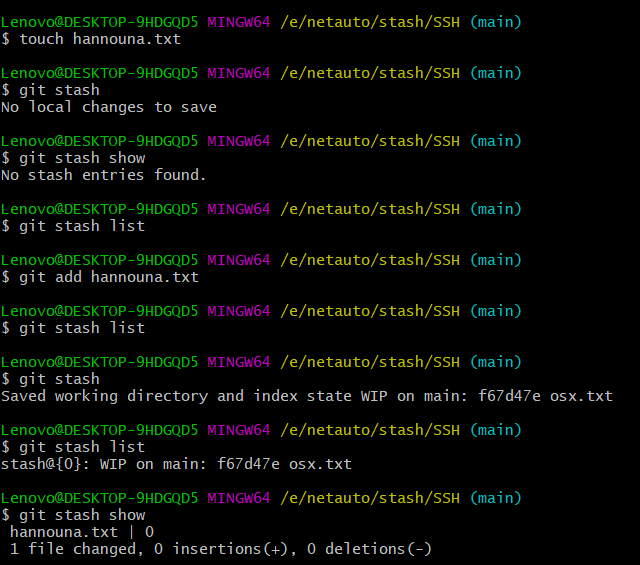 Lenovo@DESKTOP-9HDGQD5 MINGW64 /e/netauto/stash/SSH (main)
$ touch hannouna.txt
Lenovo@DESKTOP-9HDGQD5 MINGW64 /e/netauto/stash/SSH (main)
$ git stash
No local changes to save
Lenovo@DESKTOP-9HDGQD5 MINGW64 /e/netauto/stash/SSH (main)
$ git stash show
No stash entries found.
Lenovo@DESKTOP-9HDGQD5 MINGW64 /e/netauto/stash/SSH (main)
$ git stash list
Lenovo@DESKTOP-9HDGQD5 MINGW64 /e/netauto/stash/SSH (main)
$ git add hannouna.txt
Lenovo@DESKTOP-9HDGQD5 MINGW64 /e/netauto/stash/SSH (main)
$ git stash list
Lenovo@DESKTOP-9HDGQD5 MINGW64 /e/netauto/stash/SSH (main)
$ git stash
Saved working directory and index state WIP on main: f67d47e osx.txt
Lenovo@DESKTOP-9HDGQD5 MINGW64 /e/netauto/stash/SSH (main)
$ git stash list
stash@{0}: WIP on main: f67d47e osx.txt
Lenovo@DESKTOP-9HDGQD5 MINGW64 /e/netauto/stash/SSH (main)
$ git stash show
 hannouna.txt | 0
 1 file changed, 0 insertions(+), 0 deletions(-)